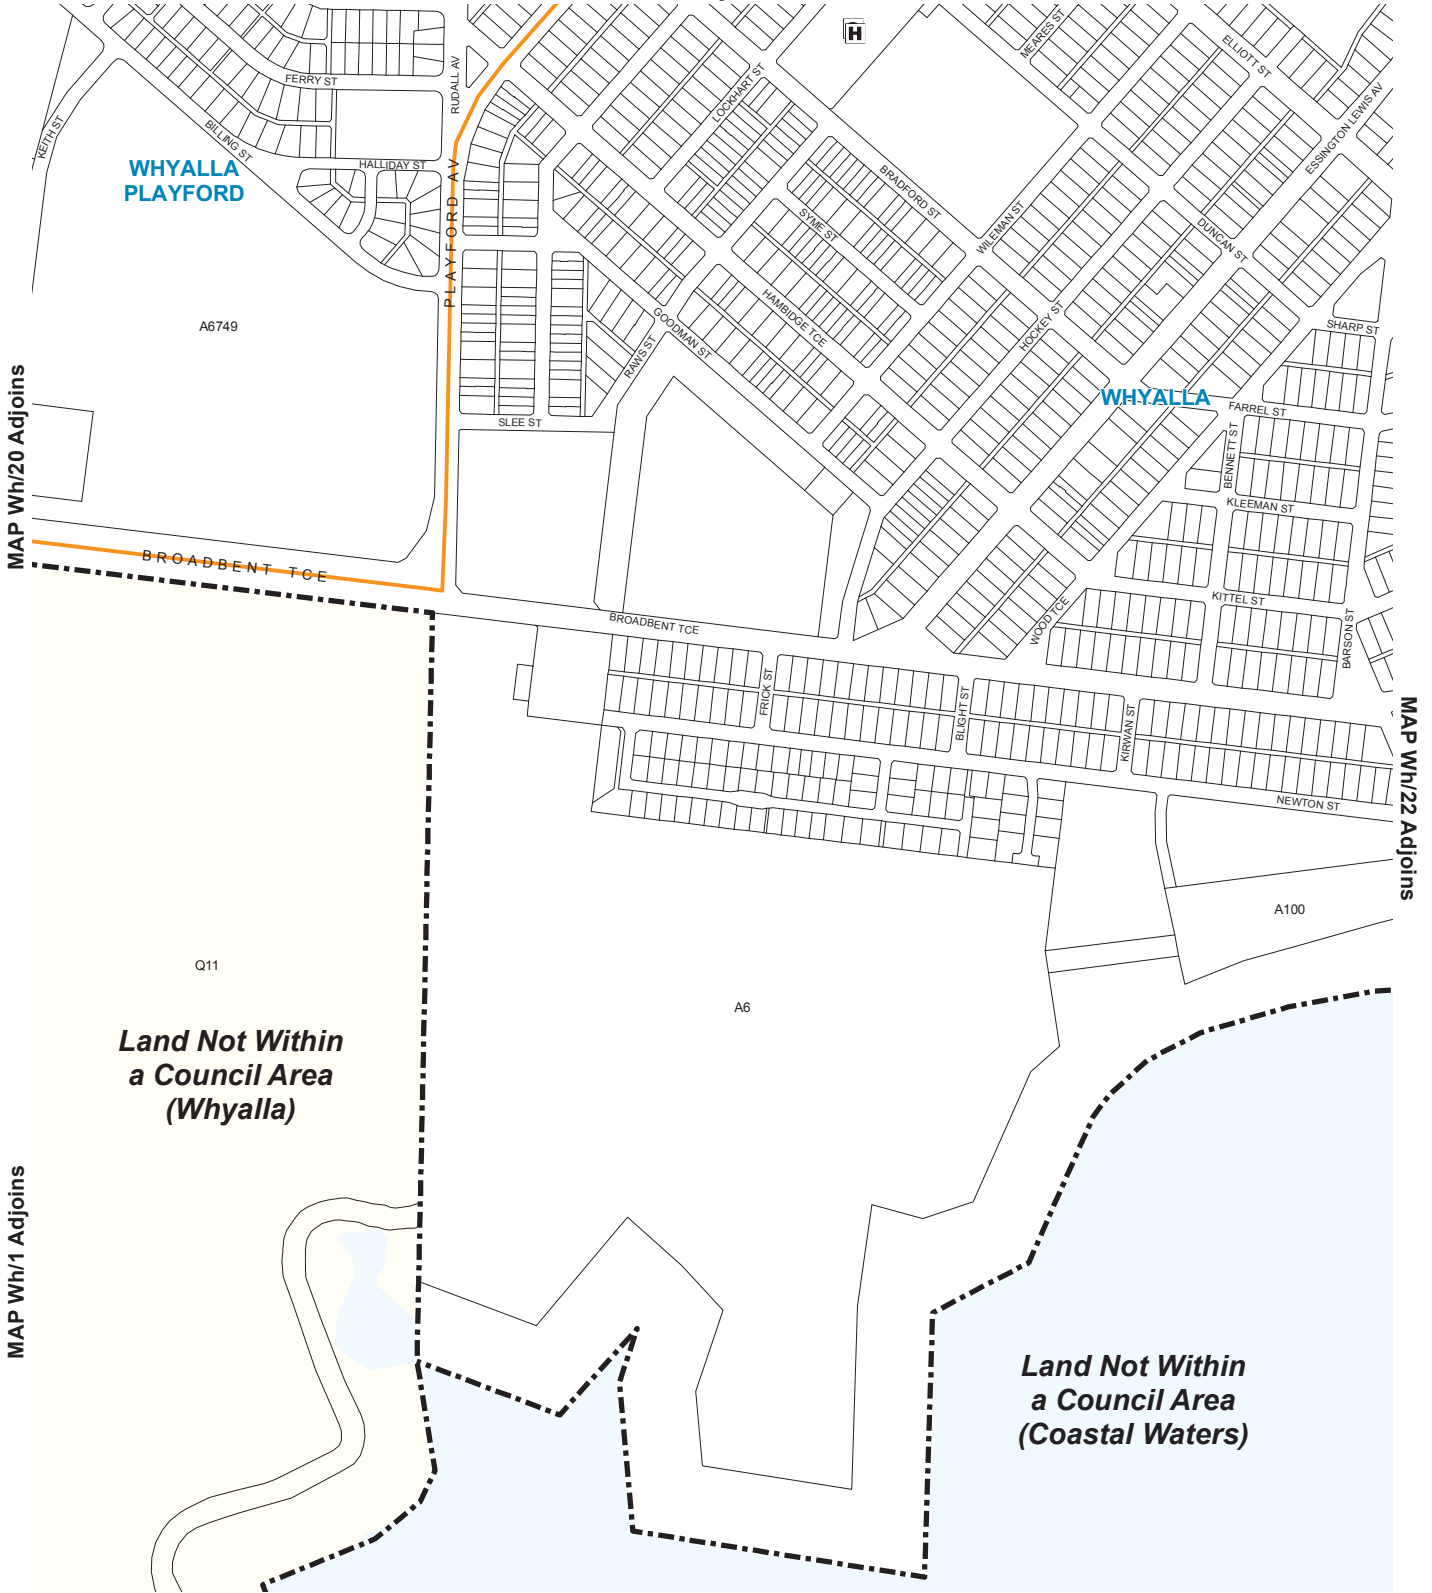 H
MEARES ST
ELLIOTT ST
FERRY ST
RUDALL AV
LOCKHART ST
ESSINGTON LEWIS AV
KEITH ST
BILLING ST
HALLIDAY ST
WHYALLA
PLAYFORD
PLAYFORD AV
BRADFORD ST
SYME ST
WILEMAN ST
DUNCAN ST
A6749
HAMBIDGE TCE
GOODMAN ST
RAWS ST
HOCKEY ST
SHARP ST
WHYALLA
FARREL ST
SLEE ST
BENNETT ST
KLEEMAN ST
MAP Wh/20 Adjoins
BROADBENT TCE
KITTEL ST
WOOD TCE
BARSON ST
BROADBENT TCE
FRICK ST
BLIGHT ST
KIRWAN ST
NEWTON ST
MAP Wh/22 Adjoins
A100
Q11
A6
Land Not Within
a Council Area
(Whyalla)
MAP Wh/1 Adjoins
Land Not Within
a Council Area
(Coastal Waters)